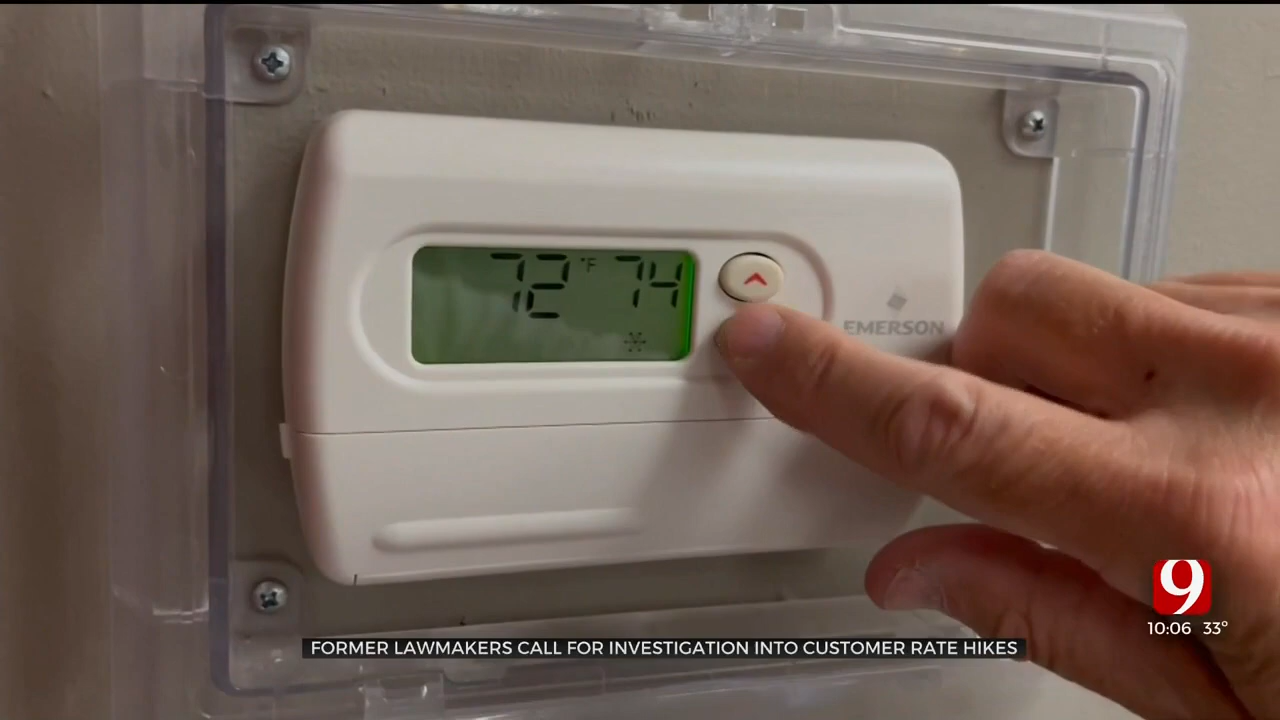 72 °F 74
EMERSON
9
10:06 33°
FORMER LAWMAKERS CALL FOR INVESTIGATION INTO CUSTOMER RATE HIKES